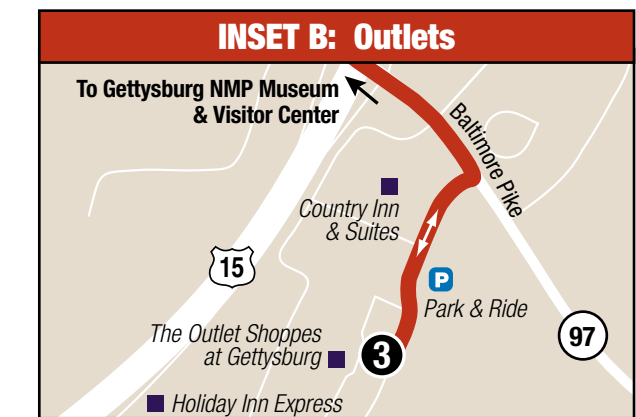 INSET B: Outlets
To Gettysburg NMP Museum
& Visitor Center
Baltimore Pike
Country Inn
& Suites
15
P
Park & Ride
97
The Outlet Shoppes
at Gettysburg
3
Holiday Inn Express